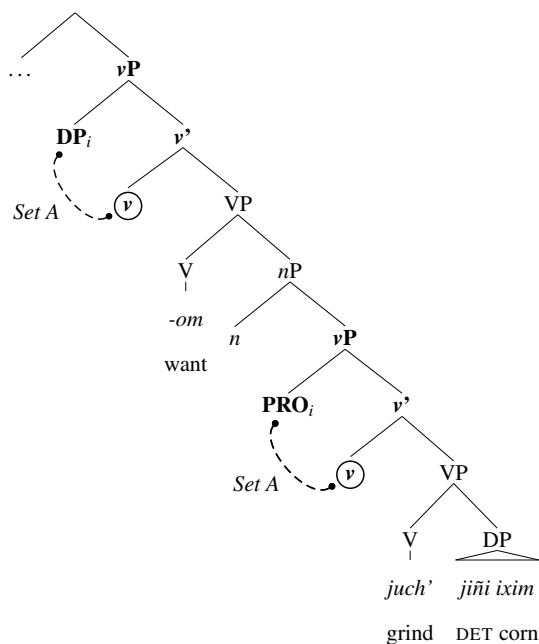 …
vP
DPi
v’
Set A
v
VP
V
nP
-om
n
vP
want
PROi
v’
Set A
v
VP
V
DP
juch’
jiñi ixim
grind
DET corn